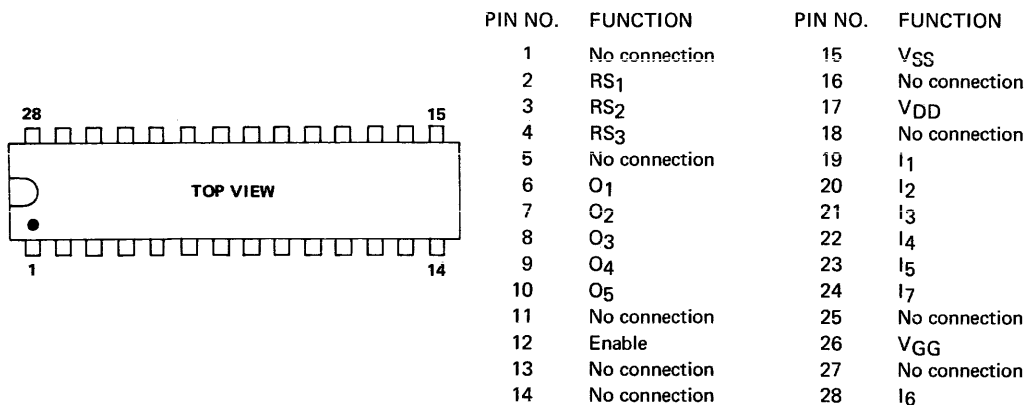 PIN NO. FUNCTION PIN NO. FUNCTION
1 No connection 15 VSS
2 RS1 16 No connection
3 RS2 17 VDD
4 RS3 18 No connection
5 No connection 19 I1
6 O1 20 I2
7 O2 21 I3
8 O3 22 I4
9 O4 23 I5
10 O5 24 I7
11 No connection 25 No connection
12 Enable 26 VGG
13 No connection 27 No connection
14 No connection 28 I6
28 15
TOP VIEW
1 14